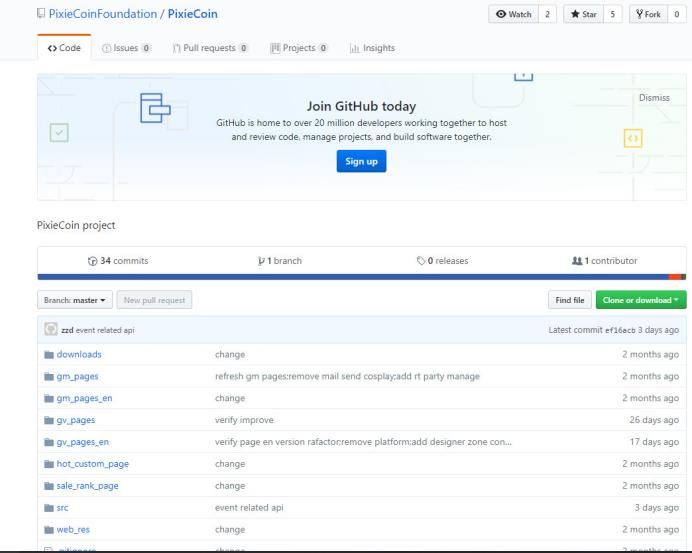 PixieCoinFoundation / PixieCoin
Watch 2 Star 5 Fork 0
Code Issues 0 Pull requests 0 Projects 0 Insights
Join GitHub today
Dismiss
GitHub is home to over 20 million developers working together to host
and review code, manage projects, and build software together.
Sign up
PixieCoin project
34 commits 1 branch 0 releases 1 contributor
Branch: master New pull request Find file Clone or download
zzd event related api Latest commit ef16acb 3 days ago
downloads change 2 months ago
gm_pages refresh gm pages;remove mail send cosplay;add rt party manage 2 months ago
gm_pages_en change 2 months ago
gv_pages verify improve 26 days ago
gv_pages_en verify page en version rafactor;remove platform;add designer zone con... 17 days ago
hot_custom_page change 2 months ago
sale_rank_page change 2 months ago
src event related api 3 days ago
web_res change 2 months ago